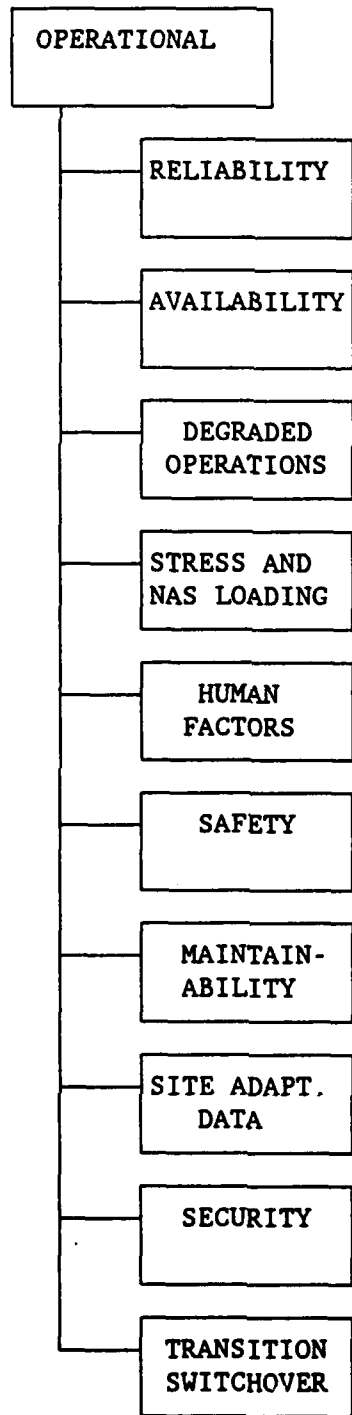 OPERATIONAL
RELIABILITY
AVAILABILITY
DEGRADED
OPERATIONS
STRESS AND
NAS LOADING
HUMAN
FACTORS
SAFETY
MAINTAIN-
ABILITY
SITE ADAPT.
DATA
SECURITY
TRANSITION
SWITCHOVER